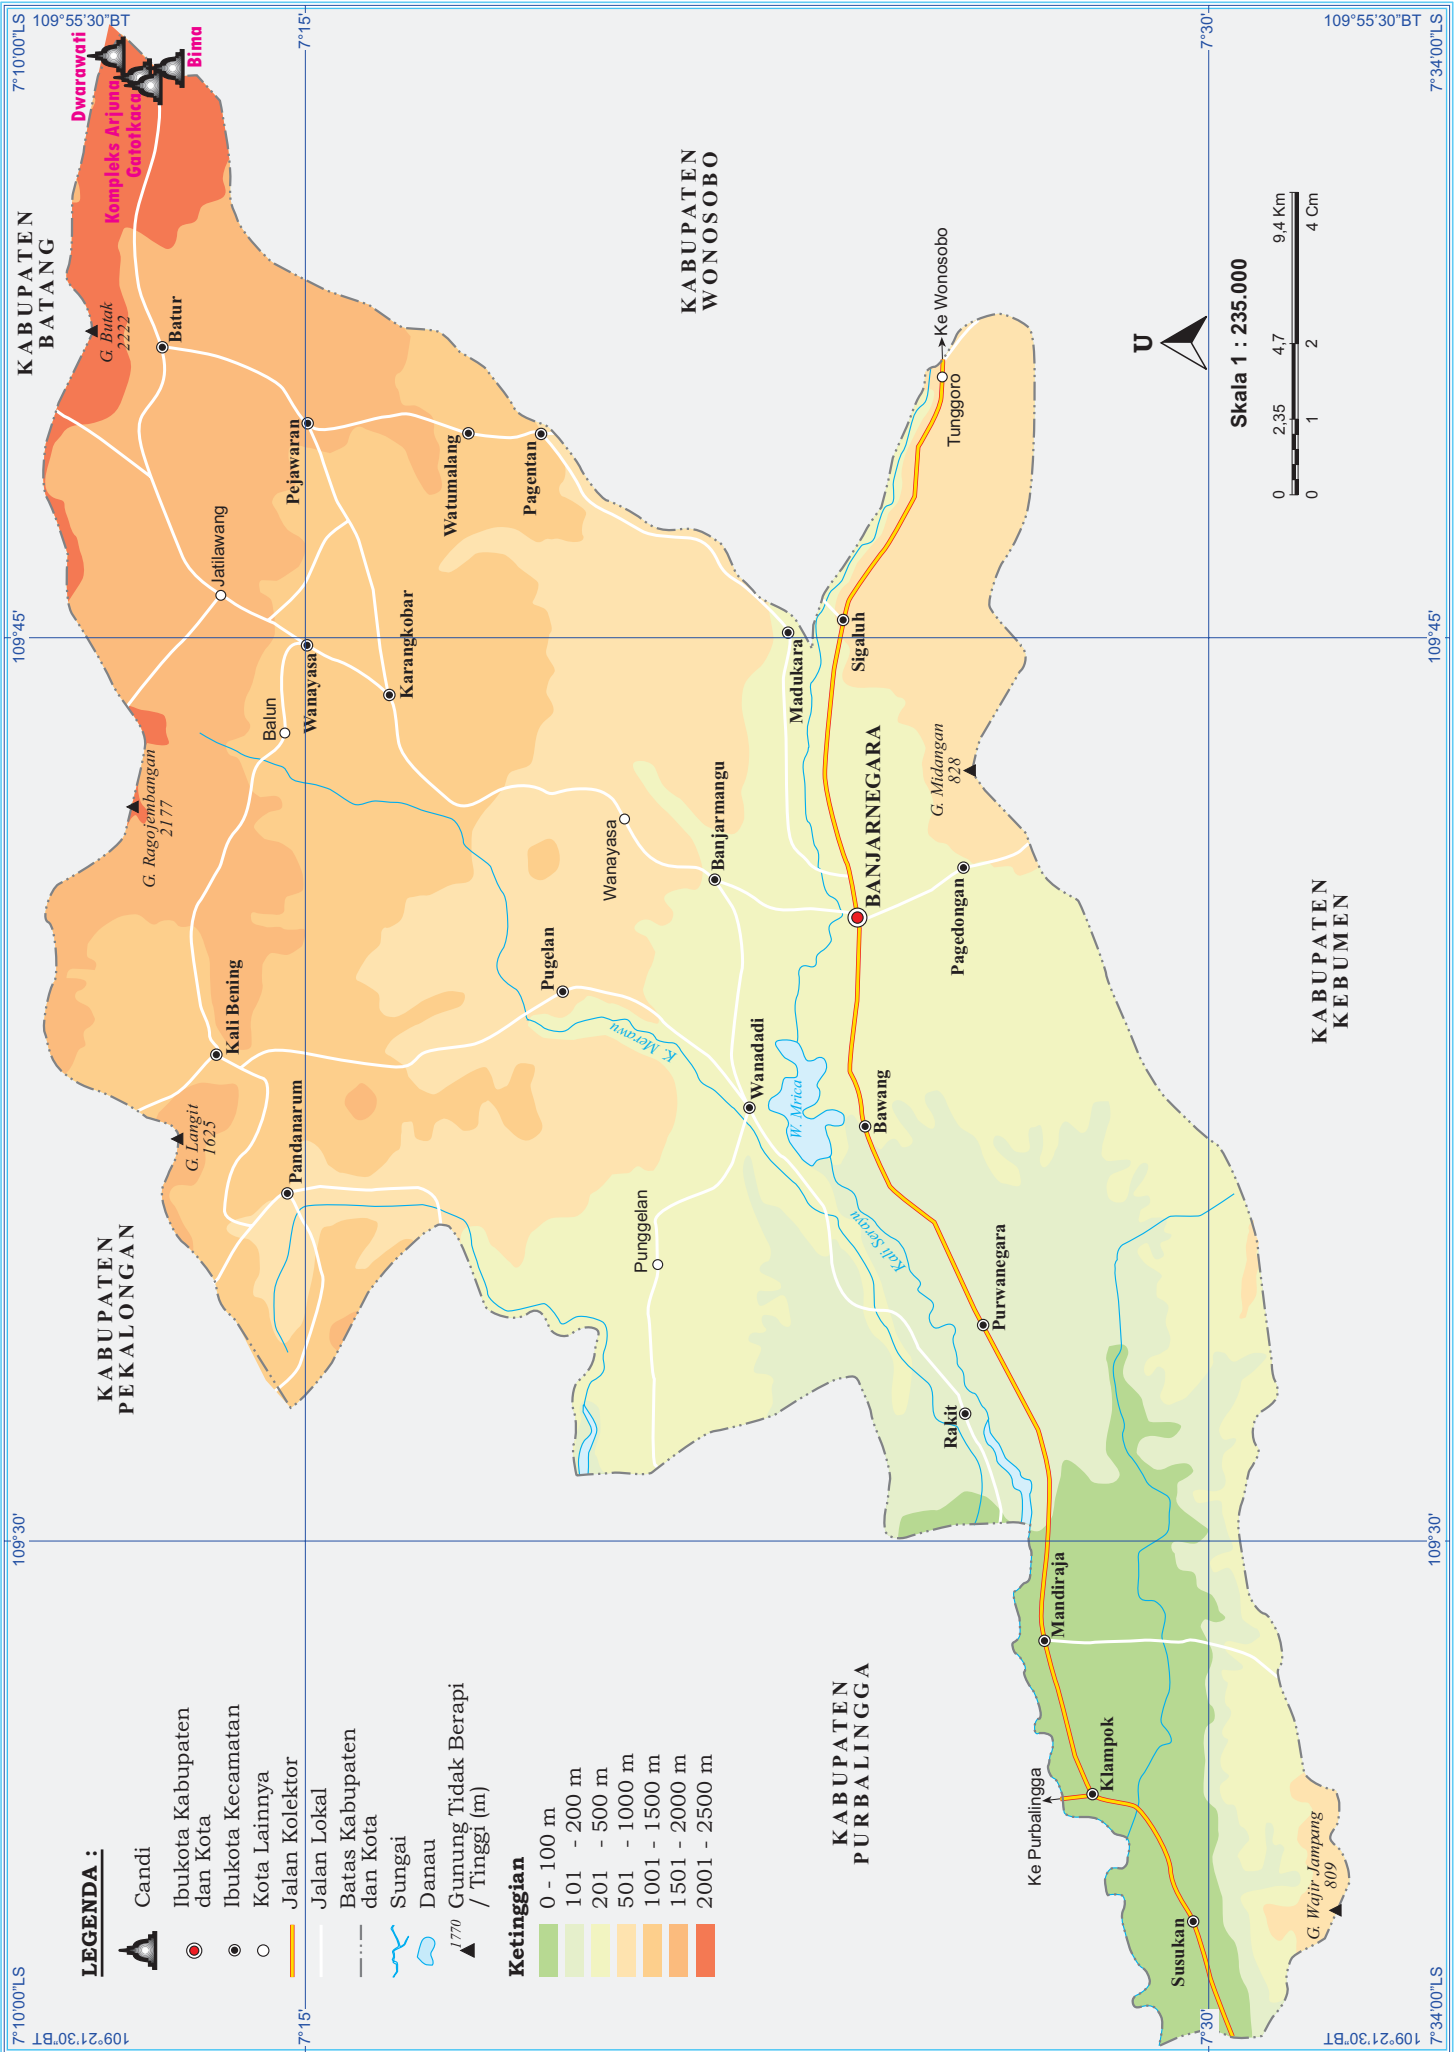 7°10'00"LS
109°21'30"BT
109°30'
109°45'
7°10'00"LS
109°55'30"BT
7°15'
7°15'
7°30'
7°30'
7°34'00"LS
109°21'30"BT
109°30'
109°45'
7°34'00"LS
109°55'30"BT
LEGENDA :
Candi
Ibukota Kabupaten
dan Kota
Ibukota Kecamatan
Kota Lainnya
Jalan Kolektor
Jalan Lokal
Batas Kabupaten
dan Kota
Sungai
Danau
1770
Gunung Tidak Berapi
/ Tinggi (m)
Ketinggian
0 - 100 m
101 - 200 m
201 - 500 m
501 - 1000 m
1001 - 1500 m
1501 - 2000 m
2001 - 2500 m
KABUPATEN
PEKALONGAN
KABUPATEN
BATANG
KABUPATEN
WONOSOBO
KABUPATEN
KEBUMEN
KABUPATEN
PURBALINGGA
Dwarawati
Kompleks Arjuna
Gatotkaca
Bima
G. Butak
2222
Batur
Pejawaran
Jatilawang
Watumalang
Pagentan
Karangkobar
Wanayasa
Balun
G. Ragojembangan
2177
Kali Bening
G. Langit
1625
Pandanarum
Pugelan
K. Merawu
Wanayasa
Banjarmangu
Madukara
Sigaluh
Tunggoro
Ke Wonosobo
BANJARNEGARA
G. Midangan
828
Pagedongan
Wanadadi
W. Mrica
Bawang
Punggelan
Kali Serayu
Purwanegara
Rakit
Mandiraja
Klampok
Ke Purbalingga
Susukan
G. Wajir Jampang
809
U
Skala 1 : 235.000
0 2,35 4,7 9,4 Km
0 1 2 4 Cm